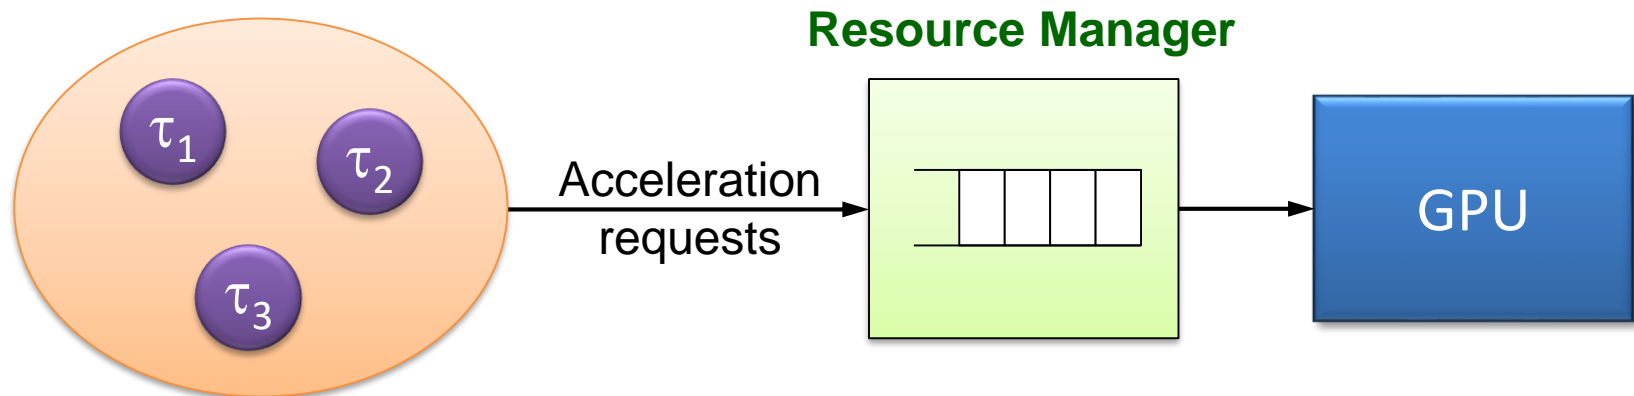 Resource Manager
τ1
τ2
τ3
Acceleration
requests
GPU